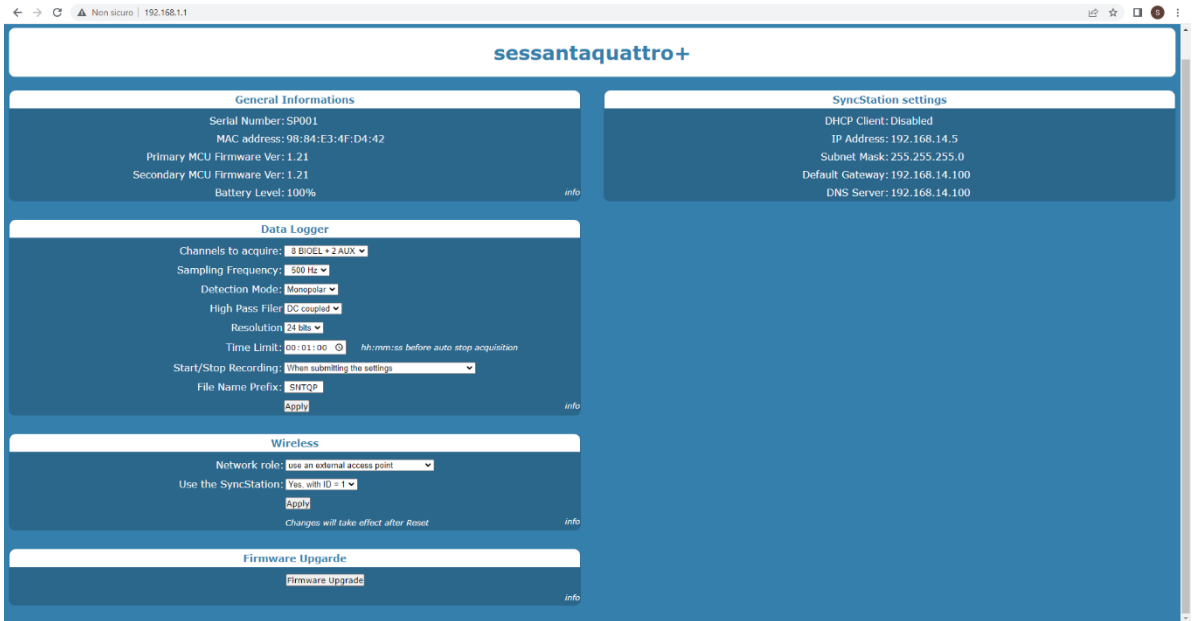 Non sicuro | 192.168.1.1
S
sessantaquattro+
General Informations
Serial Number: SP001
MAC address: 98:84:E3:4F:D4:42
Primary MCU Firmware Ver: 1.21
Secondary MCU Firmware Ver: 1.21
Battery Level: 100%
info
SyncStation settings
DHCP Client: Disabled
IP Address: 192.168.14.5
Subnet Mask: 255.255.255.0
Default Gateway: 192.168.14.100
DNS Server: 192.168.14.100
Data Logger
Channels to acquire: 8 BIOEL + 2 AUX
Sampling Frequency: 500 Hz
Detection Mode: Monopolar
High Pass Filer DC coupled
Resolution 24 bits
Time Limit: 00:01:00 hh:mm:ss before auto stop acquisition
Start/Stop Recording: When submitting the settings
File Name Prefix: SNTQP
Apply
info
Wireless
Network role: use an external access point
Use the SyncStation: Yes, with ID = 1
Apply
Changes will take effect after Reset
info
Firmware Upgarde
Firmware Upgrade
info